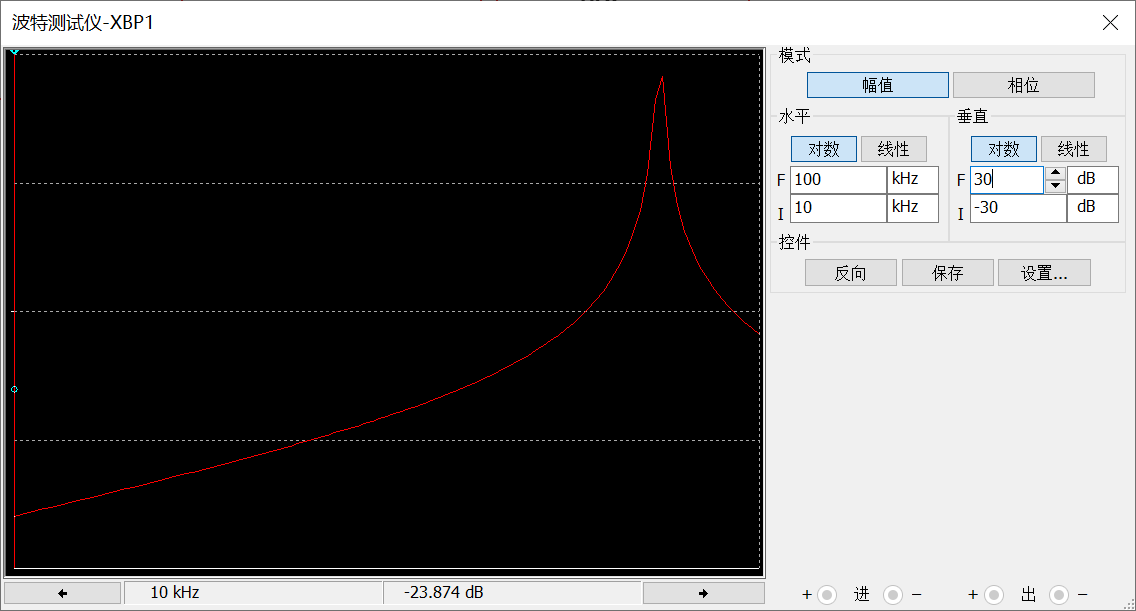 波特测试仪-XBP1
模式
幅值 相位
水平 垂直
对数 线性 对数 线性
F 100 kHz F 30 dB
I 10 kHz I -30 dB
控件
反向 保存 设置...
10 kHz -23.874 dB
+ 进 − + 出 −